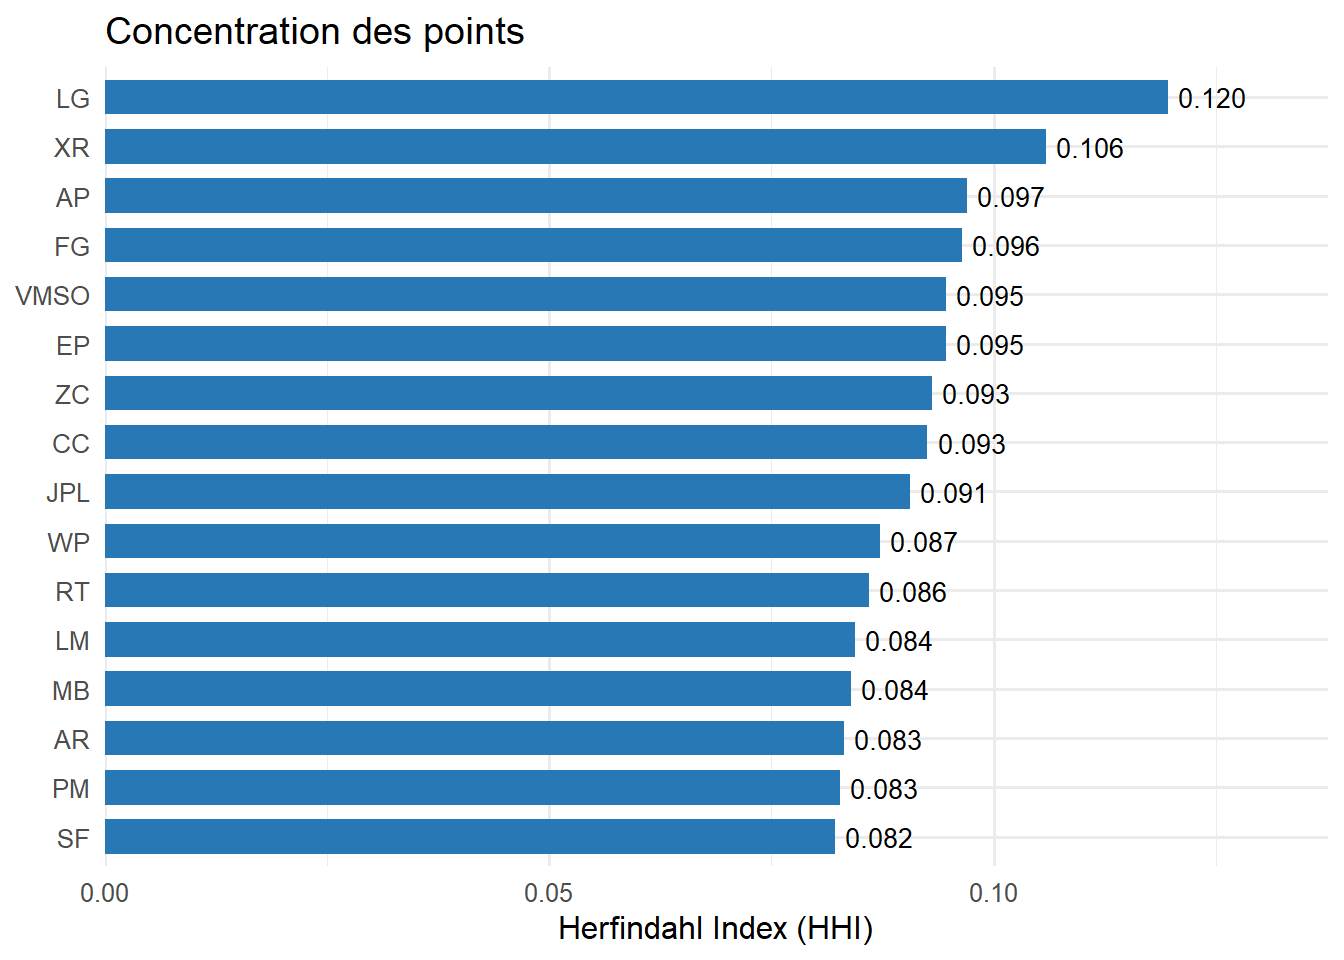 Concentration des points
LG 0.120
XR 0.106
AP 0.097
FG 0.096
VMSO 0.095
EP 0.095
ZC 0.093
CC 0.093
JPL 0.091
WP 0.087
RT 0.086
LM 0.084
MB 0.084
AR 0.083
PM 0.083
SF 0.082
0.00 0.05 0.10
Herfindahl Index (HHI)